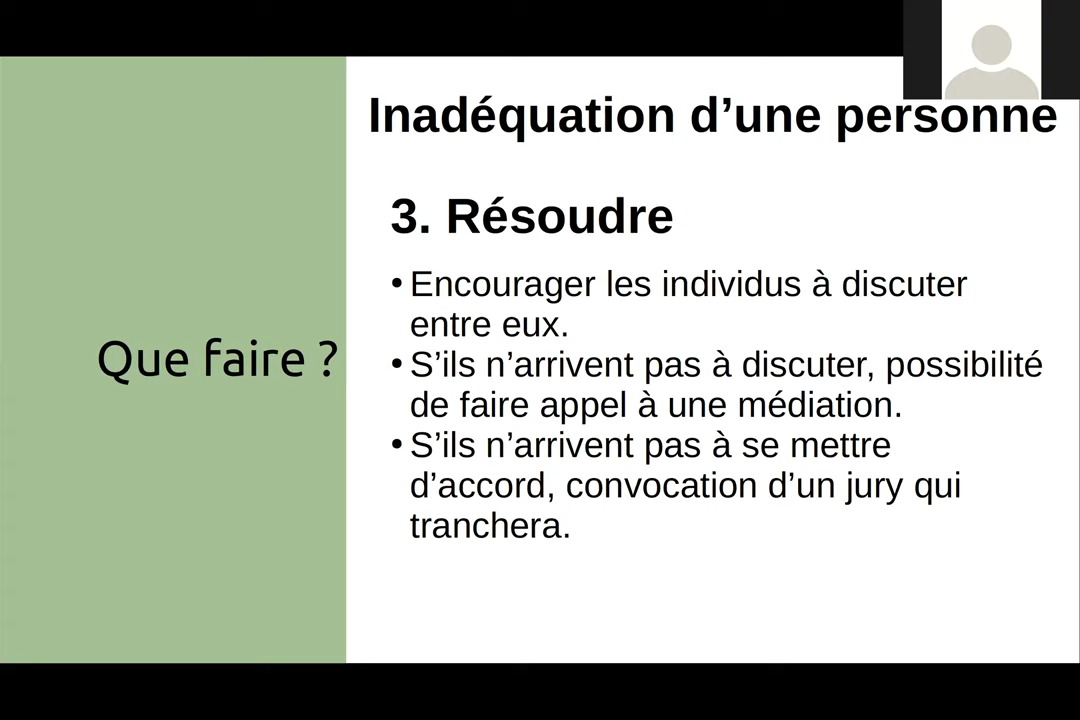 Inadéquation d’une personne
3. Résoudre
Que faire ?
• Encourager les individus à discuter
entre eux.
• S’ils n’arrivent pas à discuter, possibilité
de faire appel à une médiation.
• S’ils n’arrivent pas à se mettre
d’accord, convocation d’un jury qui
tranchera.